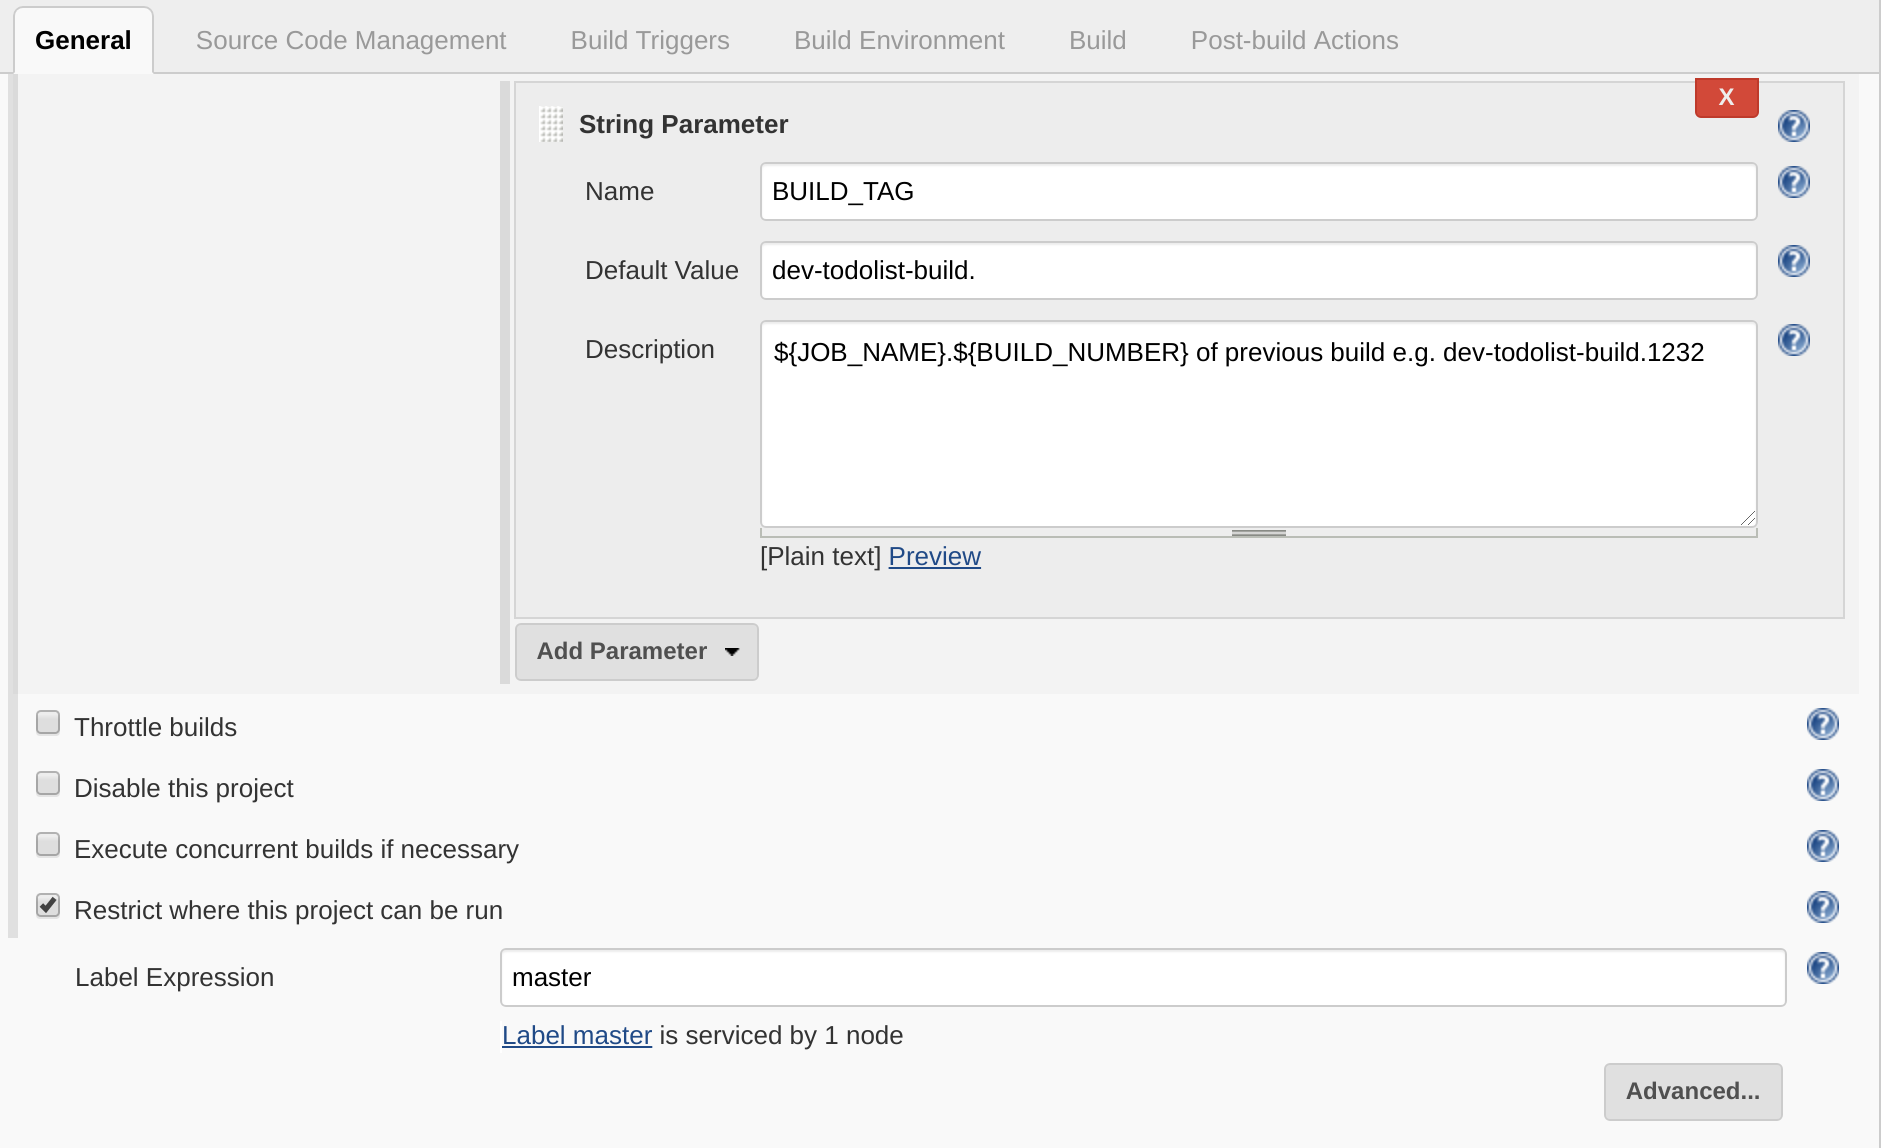 General Source Code Management Build Triggers Build Environment Build Post-build Actions
X
String Parameter
Name BUILD_TAG
Default Value dev-todolist-build.
Description ${JOB_NAME}.${BUILD_NUMBER} of previous build e.g. dev-todolist-build.1232
[Plain text] Preview
Add Parameter
Throttle builds
Disable this project
Execute concurrent builds if necessary
Restrict where this project can be run
Label Expression master
Label master is serviced by 1 node
Advanced...